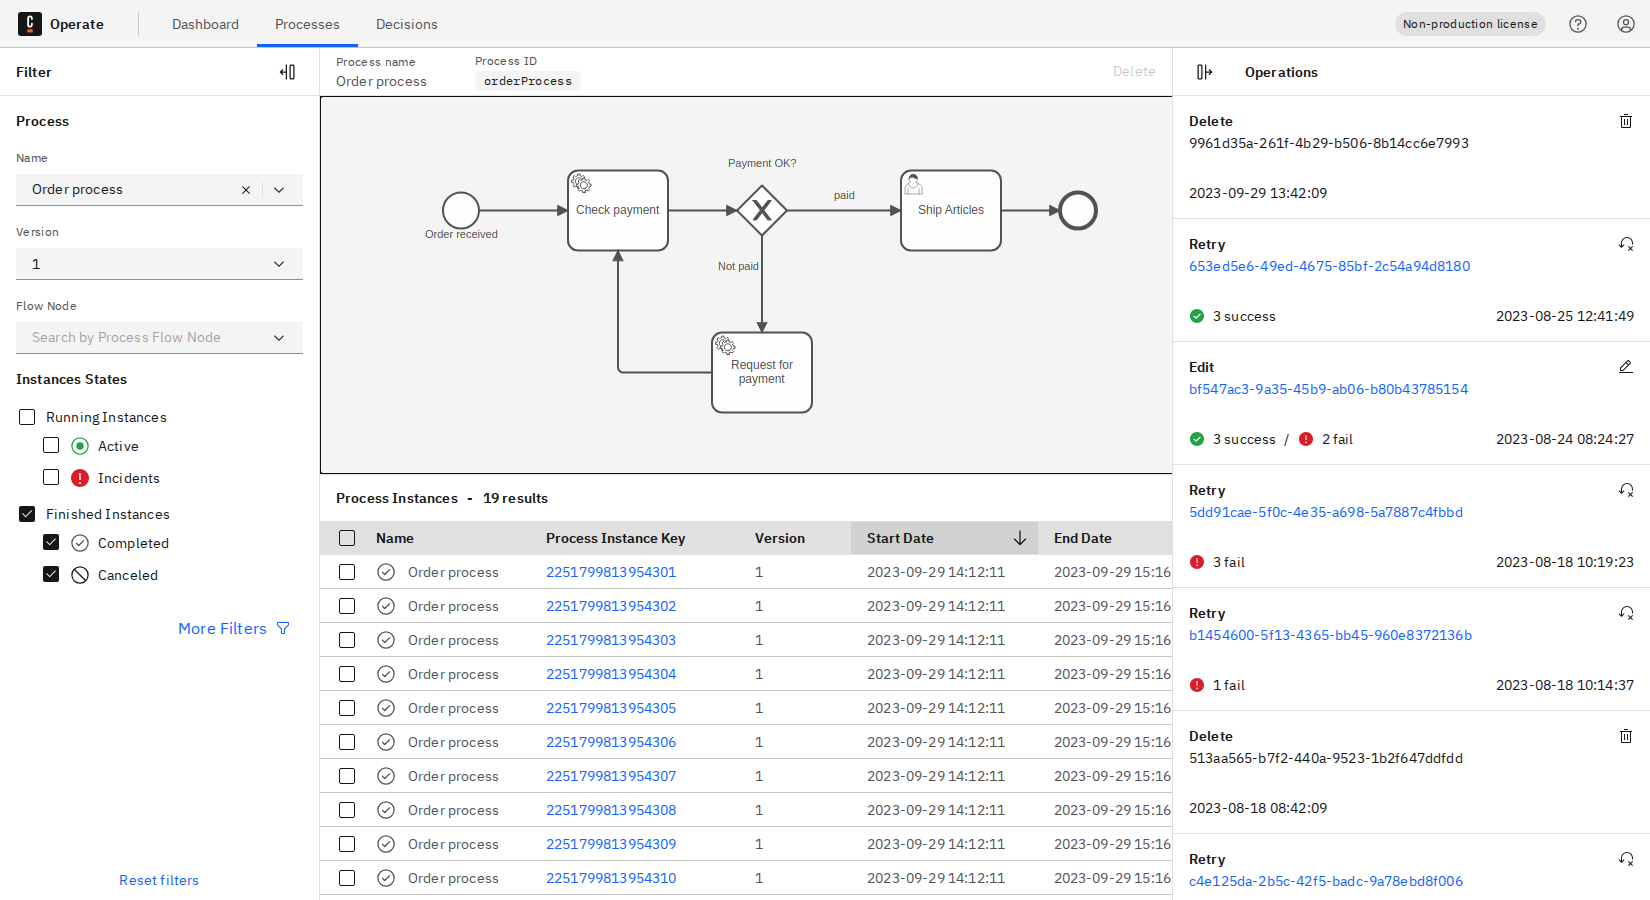 Operate
Dashboard
Processes
Decisions
Non-production license
Filter
Process
Name
Order process
Version
1
Flow Node
Search by Process Flow Node
Instances States
Running Instances
Active
Incidents
Finished Instances
Completed
Canceled
More Filters
Reset filters
Process name
Order process
Process ID
orderProcess
Delete
Payment OK?
Check payment
paid
Ship Articles
Order received
Not paid
Request for
payment
Process Instances - 19 results
Name Process Instance Key Version Start Date End Date
Order process 2251799813954301 1 2023-09-29 14:12:11 2023-09-29 15:16
Order process 2251799813954302 1 2023-09-29 14:12:11 2023-09-29 15:16
Order process 2251799813954303 1 2023-09-29 14:12:11 2023-09-29 15:16
Order process 2251799813954304 1 2023-09-29 14:12:11 2023-09-29 15:16
Order process 2251799813954305 1 2023-09-29 14:12:11 2023-09-29 15:16
Order process 2251799813954306 1 2023-09-29 14:12:11 2023-09-29 15:16
Order process 2251799813954307 1 2023-09-29 14:12:11 2023-09-29 15:16
Order process 2251799813954308 1 2023-09-29 14:12:11 2023-09-29 15:16
Order process 2251799813954309 1 2023-09-29 14:12:11 2023-09-29 15:16
Order process 2251799813954310 1 2023-09-29 14:12:11 2023-09-29 15:16
Operations
Delete
9961d35a-261f-4b29-b506-8b14cc6e7993
2023-09-29 13:42:09
Retry
653ed5e6-49ed-4675-85bf-2c54a94d8180
3 success 2023-08-25 12:41:49
Edit
bf547ac3-9a35-45b9-ab06-b80b43785154
3 success / 2 fail 2023-08-24 08:24:27
Retry
5dd91cae-5f0c-4e35-a698-5a7887c4fbbd
3 fail 2023-08-18 10:19:23
Retry
b1454600-5f13-4365-bb45-960e8372136b
1 fail 2023-08-18 10:14:37
Delete
513aa565-b7f2-440a-9523-1b2f647ddfdd
2023-08-18 08:42:09
Retry
c4e125da-2b5c-42f5-badc-9a78ebd8f006